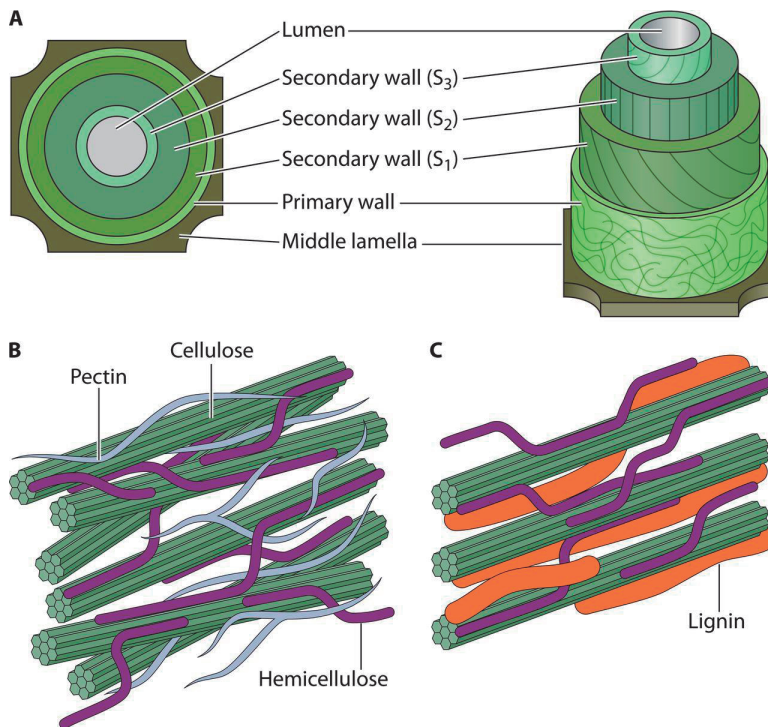 A
Lumen
Secondary wall (S₃)
Secondary wall (S₂)
Secondary wall (S₁)
Primary wall
Middle lamella
B
Cellulose
Pectin
Hemicellulose
C
Lignin